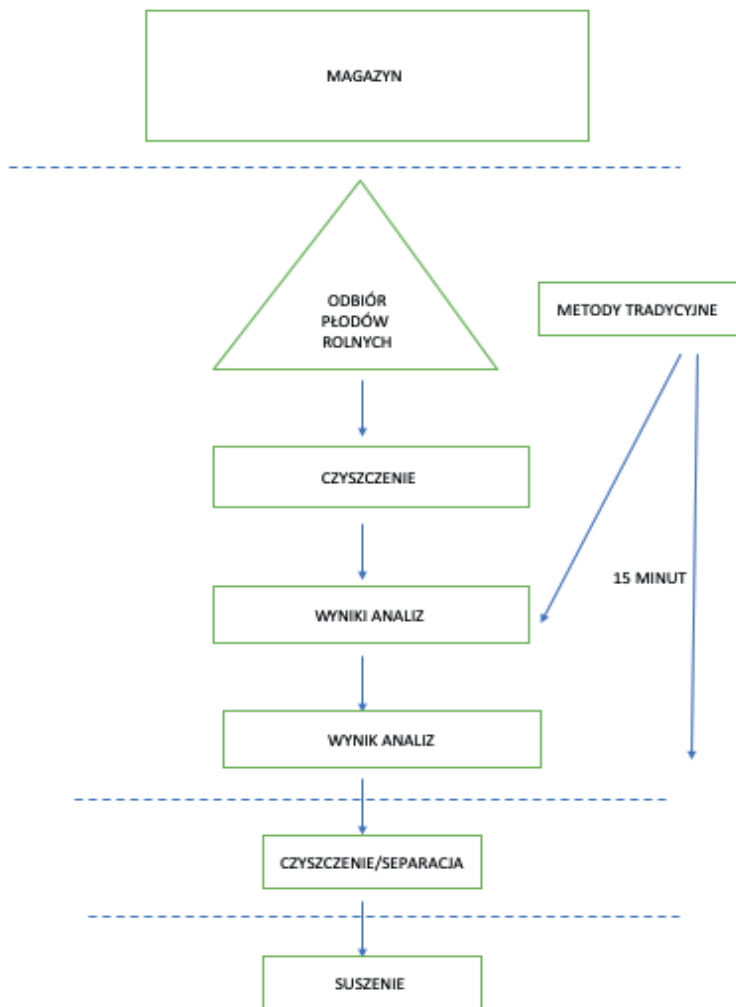 MAGAZYN
ODBIÓR
PŁODÓW
ROLNYCH
METODY TRADYCYJNE
CZYSZCZENIE
15 MINUT
WYNIKI ANALIZ
WYNIK ANALIZ
CZYSZCZENIE/SEPARACJA
SUSZENIE